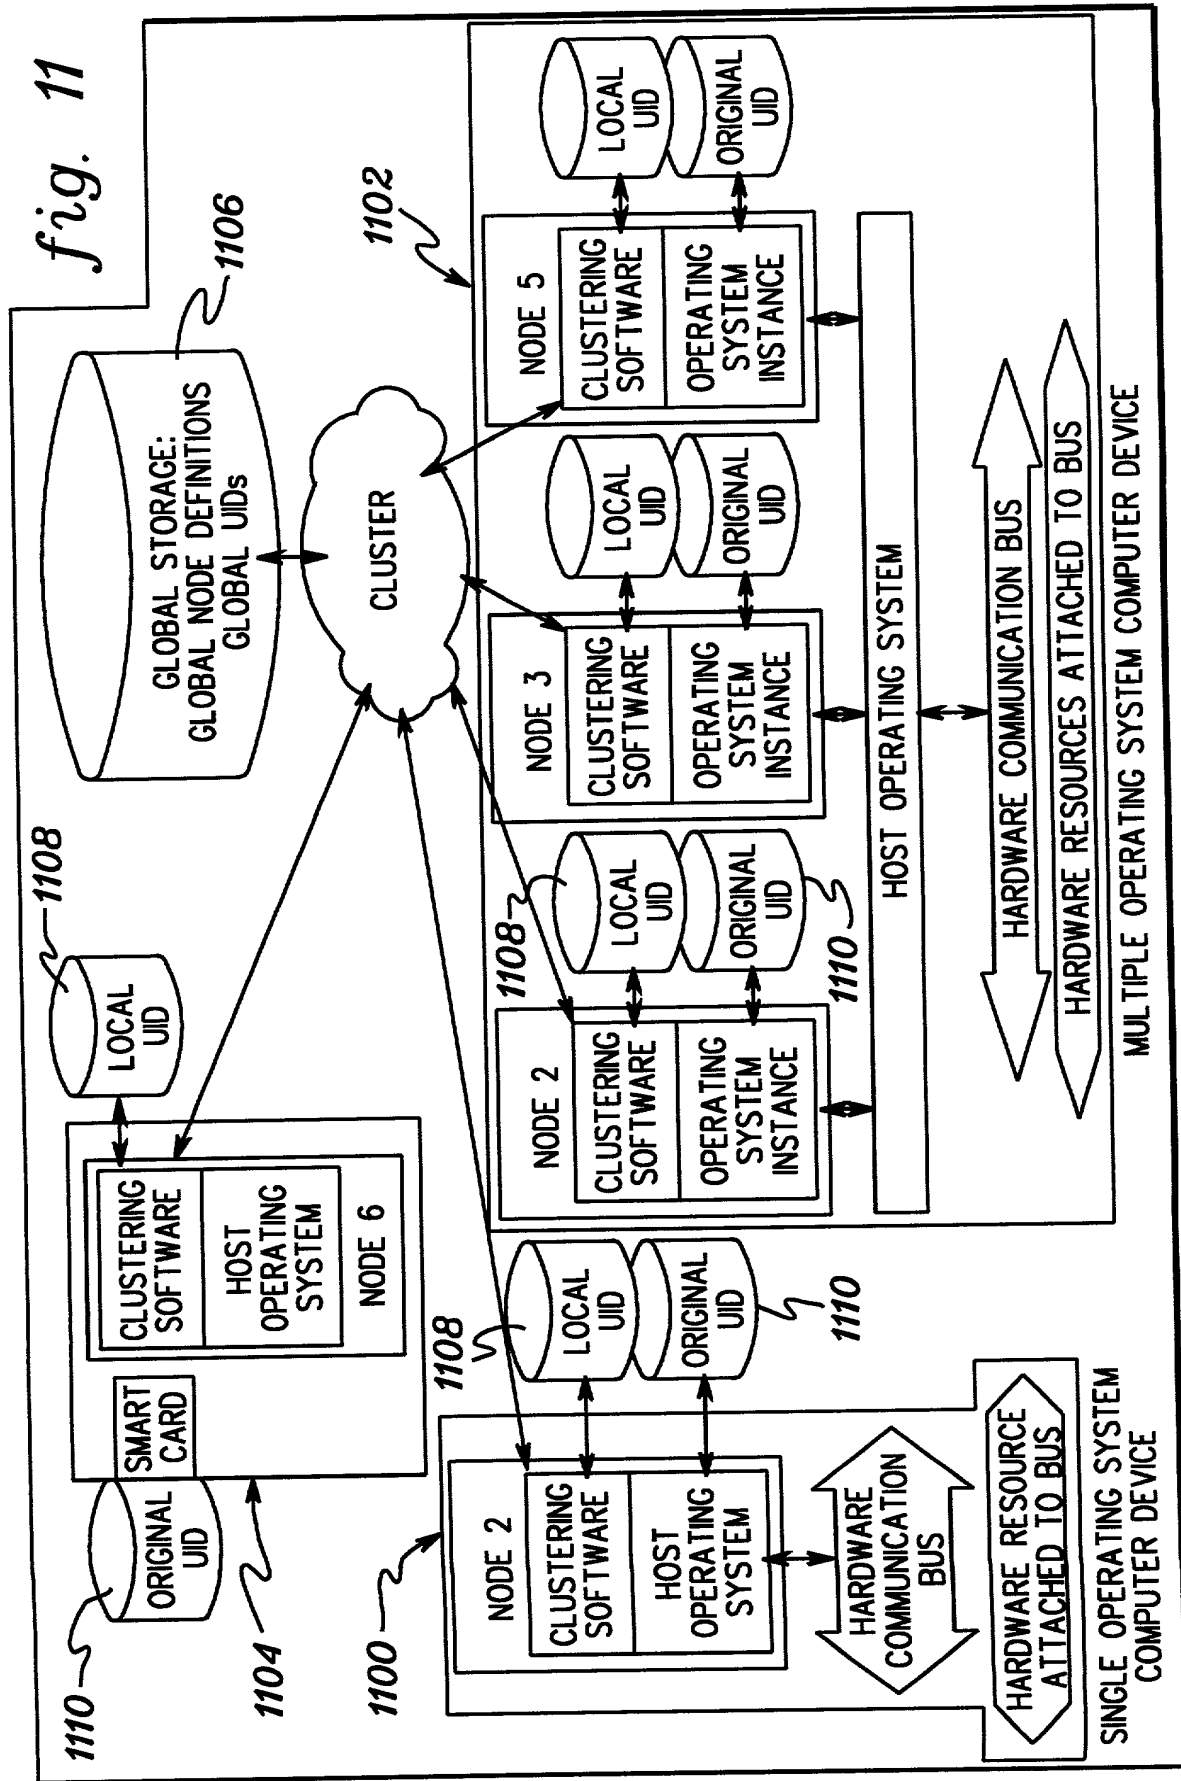 fig. 11
1106
GLOBAL STORAGE:
GLOBAL NODE DEFINITIONS
GLOBAL UIDs
1108
LOCAL
UID
CLUSTERING
SOFTWARE
HOST
OPERATING
SYSTEM
NODE 6
SMART
CARD
1110
ORIGINAL
UID
1104
CLUSTER
1102
1100
NODE 2
CLUSTERING
SOFTWARE
HOST
OPERATING
SYSTEM
1108
LOCAL
UID
ORIGINAL
UID
1110
HARDWARE
COMMUNICATION
BUS
HARDWARE RESOURCE
ATTACHED TO BUS
SINGLE OPERATING SYSTEM
COMPUTER DEVICE
NODE 2
CLUSTERING
SOFTWARE
OPERATING
SYSTEM
INSTANCE
1108
LOCAL
UID
ORIGINAL
UID
1110
NODE 3
CLUSTERING
SOFTWARE
OPERATING
SYSTEM
INSTANCE
LOCAL
UID
ORIGINAL
UID
NODE 5
CLUSTERING
SOFTWARE
OPERATING
SYSTEM
INSTANCE
LOCAL
UID
ORIGINAL
UID
HOST OPERATING SYSTEM
HARDWARE COMMUNICATION BUS
HARDWARE RESOURCES ATTACHED TO BUS
MULTIPLE OPERATING SYSTEM COMPUTER DEVICE